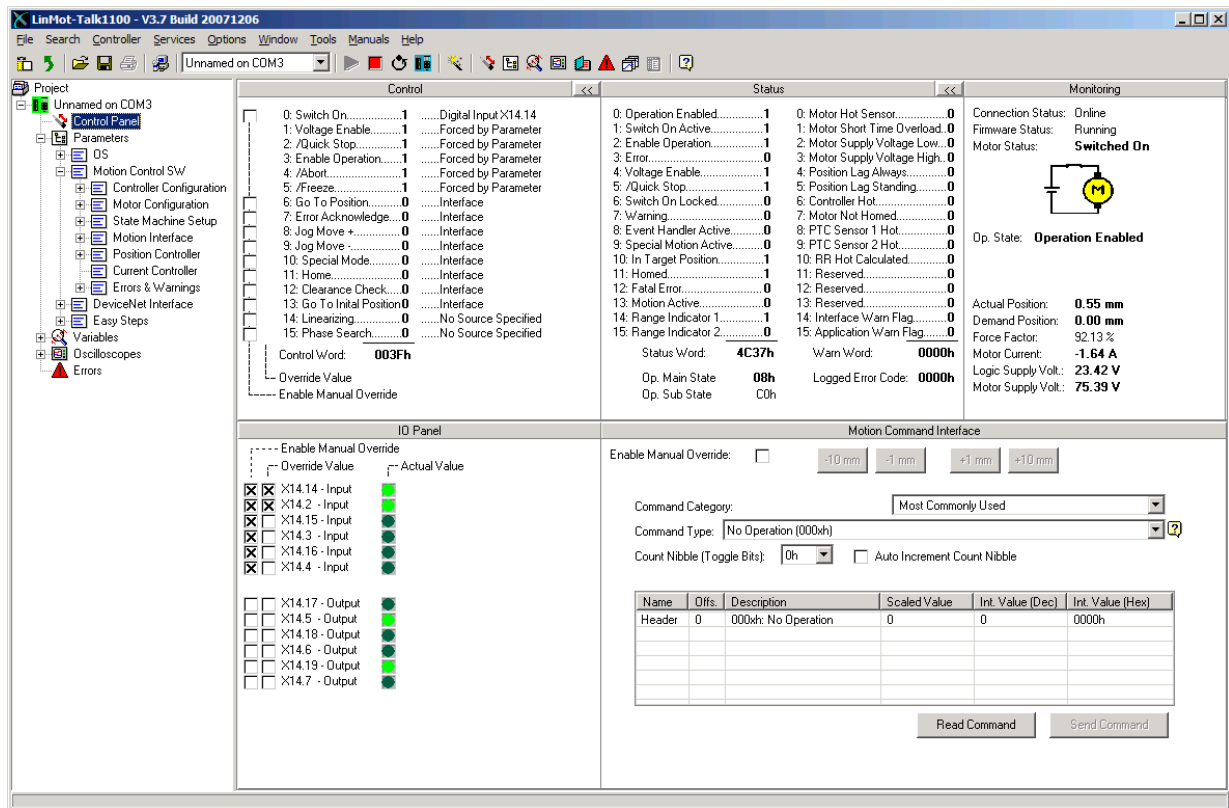 LinMot-Talk1100 - V3.7 Build 20071206
File Search Controller Services Options Window Tools Manuals Help
Unnamed on COM3
Project
Unnamed on COM3
Control Panel
Parameters
OS
Motion Control SW
Controller Configuration
Motor Configuration
State Machine Setup
Motion Interface
Position Controller
Current Controller
Errors & Warnings
DeviceNet Interface
Easy Steps
Variables
Oscilloscopes
Errors
Control <<
0: Switch On..........1 .....Digital Input X14.14
1: Voltage Enable.........1 ......Forced by Parameter
2: /Quick Stop..............1 ......Forced by Parameter
3: Enable Operation......1 ......Forced by Parameter
4: /Abort......................1 ......Forced by Parameter
5: /Freeze....................1 ......Forced by Parameter
6: Go To Position..........0 ......Interface
7: Error Acknowledge....0 ......Interface
8: Jog Move +..............0 ......Interface
9: Jog Move -...............0 ......Interface
10: Special Mode..........0 ......Interface
11: Home.....................0 ......Interface
12: Clearance Check....0 ......Interface
13: Go To Inital Position 0 ......Interface
14: Linearizing..............0 ......No Source Specified
15: Phase Search.........0 ......No Source Specified
Control Word: 003Fh
Override Value
Enable Manual Override
Status <<
0: Operation Enabled........1
1: Switch On Active..........1
2: Enable Operation..........1
3: Error............................0
4: Voltage Enable.............1
5: /Quick Stop..................1
6: Switch On Locked.........0
7: Warning.......................0
8: Event Handler Active.....0
9: Special Motion Active....0
10: In Target Position........1
11: Homed.......................1
12: Fatal Error...................0
13: Motion Active..............0
14: Range Indicator 1........1
15: Range Indicator 2........0
Status Word: 4C37h
Op. Main State 08h
Op. Sub State C0h
0: Motor Hot Sensor............0
1: Motor Short Time Overload..0
2: Motor Supply Voltage Low...0
3: Motor Supply Voltage High..0
4: Position Lag Always.........0
5: Position Lag Standing.......0
6: Controller Hot..................0
7: Motor Not Homed.............0
8: PTC Sensor 1 Hot............0
9: PTC Sensor 2 Hot............0
10: RR Hot Calculated..........0
11: Reserved.......................0
12: Reserved.......................0
13: Reserved.......................0
14: Interface Warn Flag........0
15: Application Warn Flag.....0
Warn Word: 0000h
Logged Error Code: 0000h
Monitoring
Connection Status: Online
Firmware Status: Running
Motor Status: Switched On
M
Op. State: Operation Enabled
Actual Position: 0.55 mm
Demand Position: 0.00 mm
Force Factor: 92.13 %
Motor Current: -1.64 A
Logic Supply Volt.: 23.42 V
Motor Supply Volt.: 75.39 V
IO Panel
Enable Manual Override
Override Value Actual Value
X14.14 - Input
X14.2 - Input
X14.15 - Input
X14.3 - Input
X14.16 - Input
X14.4 - Input
X14.17 - Output
X14.5 - Output
X14.18 - Output
X14.6 - Output
X14.19 - Output
X14.7 - Output
Motion Command Interface
Enable Manual Override: -10 mm -1 mm +1 mm +10 mm
Command Category: Most Commonly Used
Command Type: No Operation (000xh)
Count Nibble (Toggle Bits): 0h Auto Increment Count Nibble
Name Offs. Description Scaled Value Int. Value (Dec) Int. Value (Hex)
Header 0 000xh: No Operation 0 0 0000h
Read Command Send Command